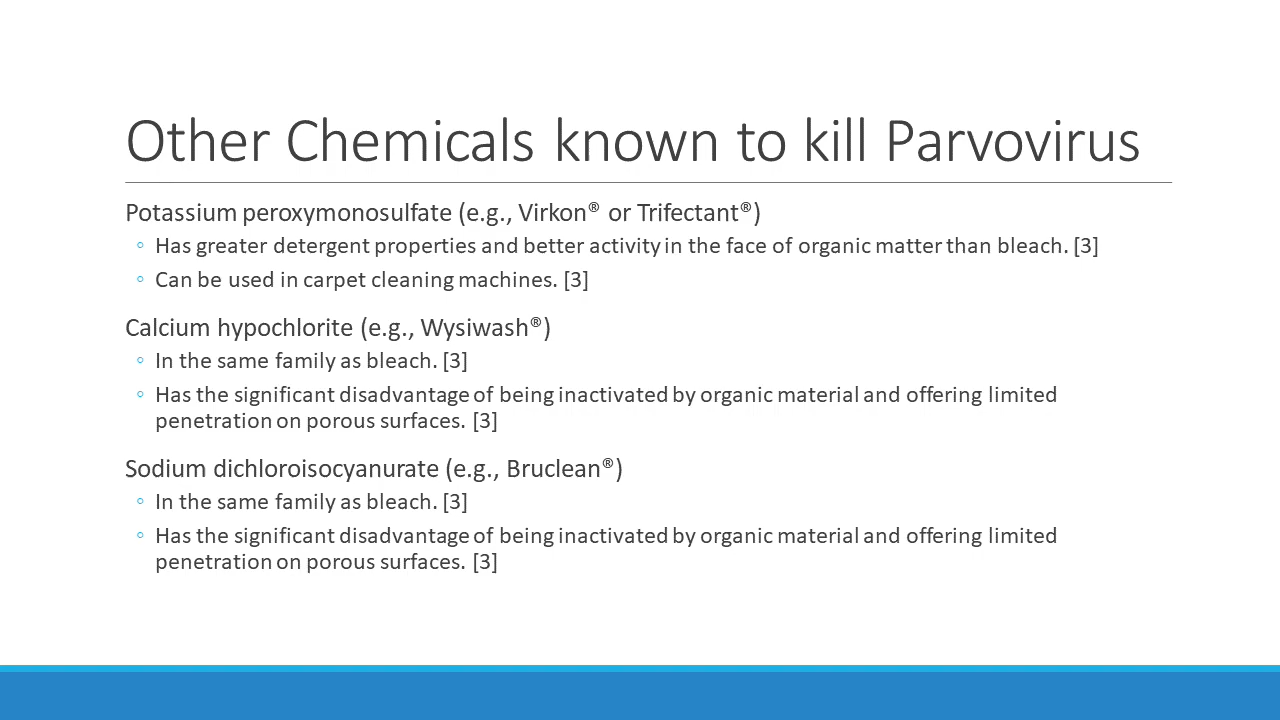 Other Chemicals known to kill Parvovirus
Potassium peroxymonosulfate (e.g., Virkon® or Trifectant®)
◦ Has greater detergent properties and better activity in the face of organic matter than bleach. [3]
◦ Can be used in carpet cleaning machines. [3]
Calcium hypochlorite (e.g., Wysiwash®)
◦ In the same family as bleach. [3]
◦ Has the significant disadvantage of being inactivated by organic material and offering limited
penetration on porous surfaces. [3]
Sodium dichloroisocyanurate (e.g., Bruclean®)
◦ In the same family as bleach. [3]
◦ Has the significant disadvantage of being inactivated by organic material and offering limited
penetration on porous surfaces. [3]